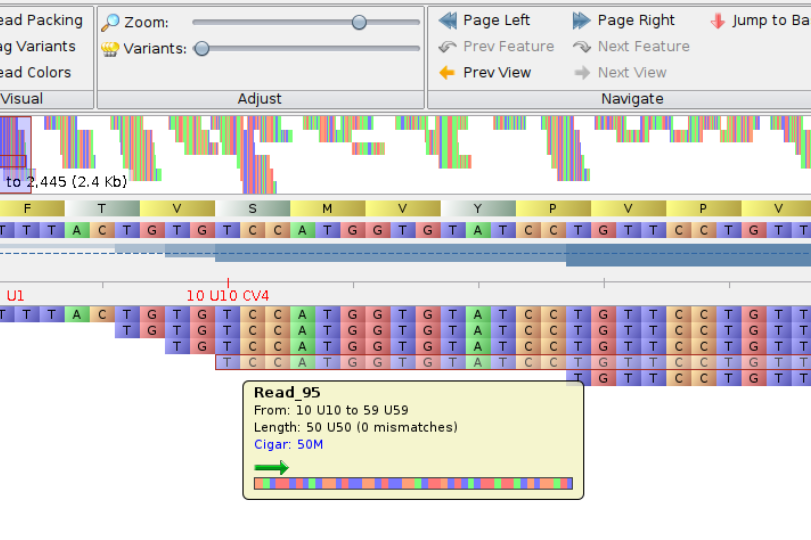 ead Packing Zoom: Page Left Page Right Jump to Ba
ag Variants Variants: Prev Feature Next Feature
ead Colors Prev View Next View
Visual Adjust Navigate
to 2,445 (2.4 Kb)
F T V S M V Y P V P V
T T T A C T G T G T C C A T G G T G T A T C C T G T T C C T G T T
U1 10 U10 CV4
T T T A C T G T G T C C A T G G T G T A T C C T G T T C C T G T T
T G T G T C C A T G G T G T A T C C T G T T C C T G T T
T G T C C A T G G T G T A T C C T G T T C C T G T T
T C C A T G G T G T A T C C T G T T C C T G T T
T G T T C C T G T T
Read_95
From: 10 U10 to 59 U59
Length: 50 U50 (0 mismatches)
Cigar: 50M